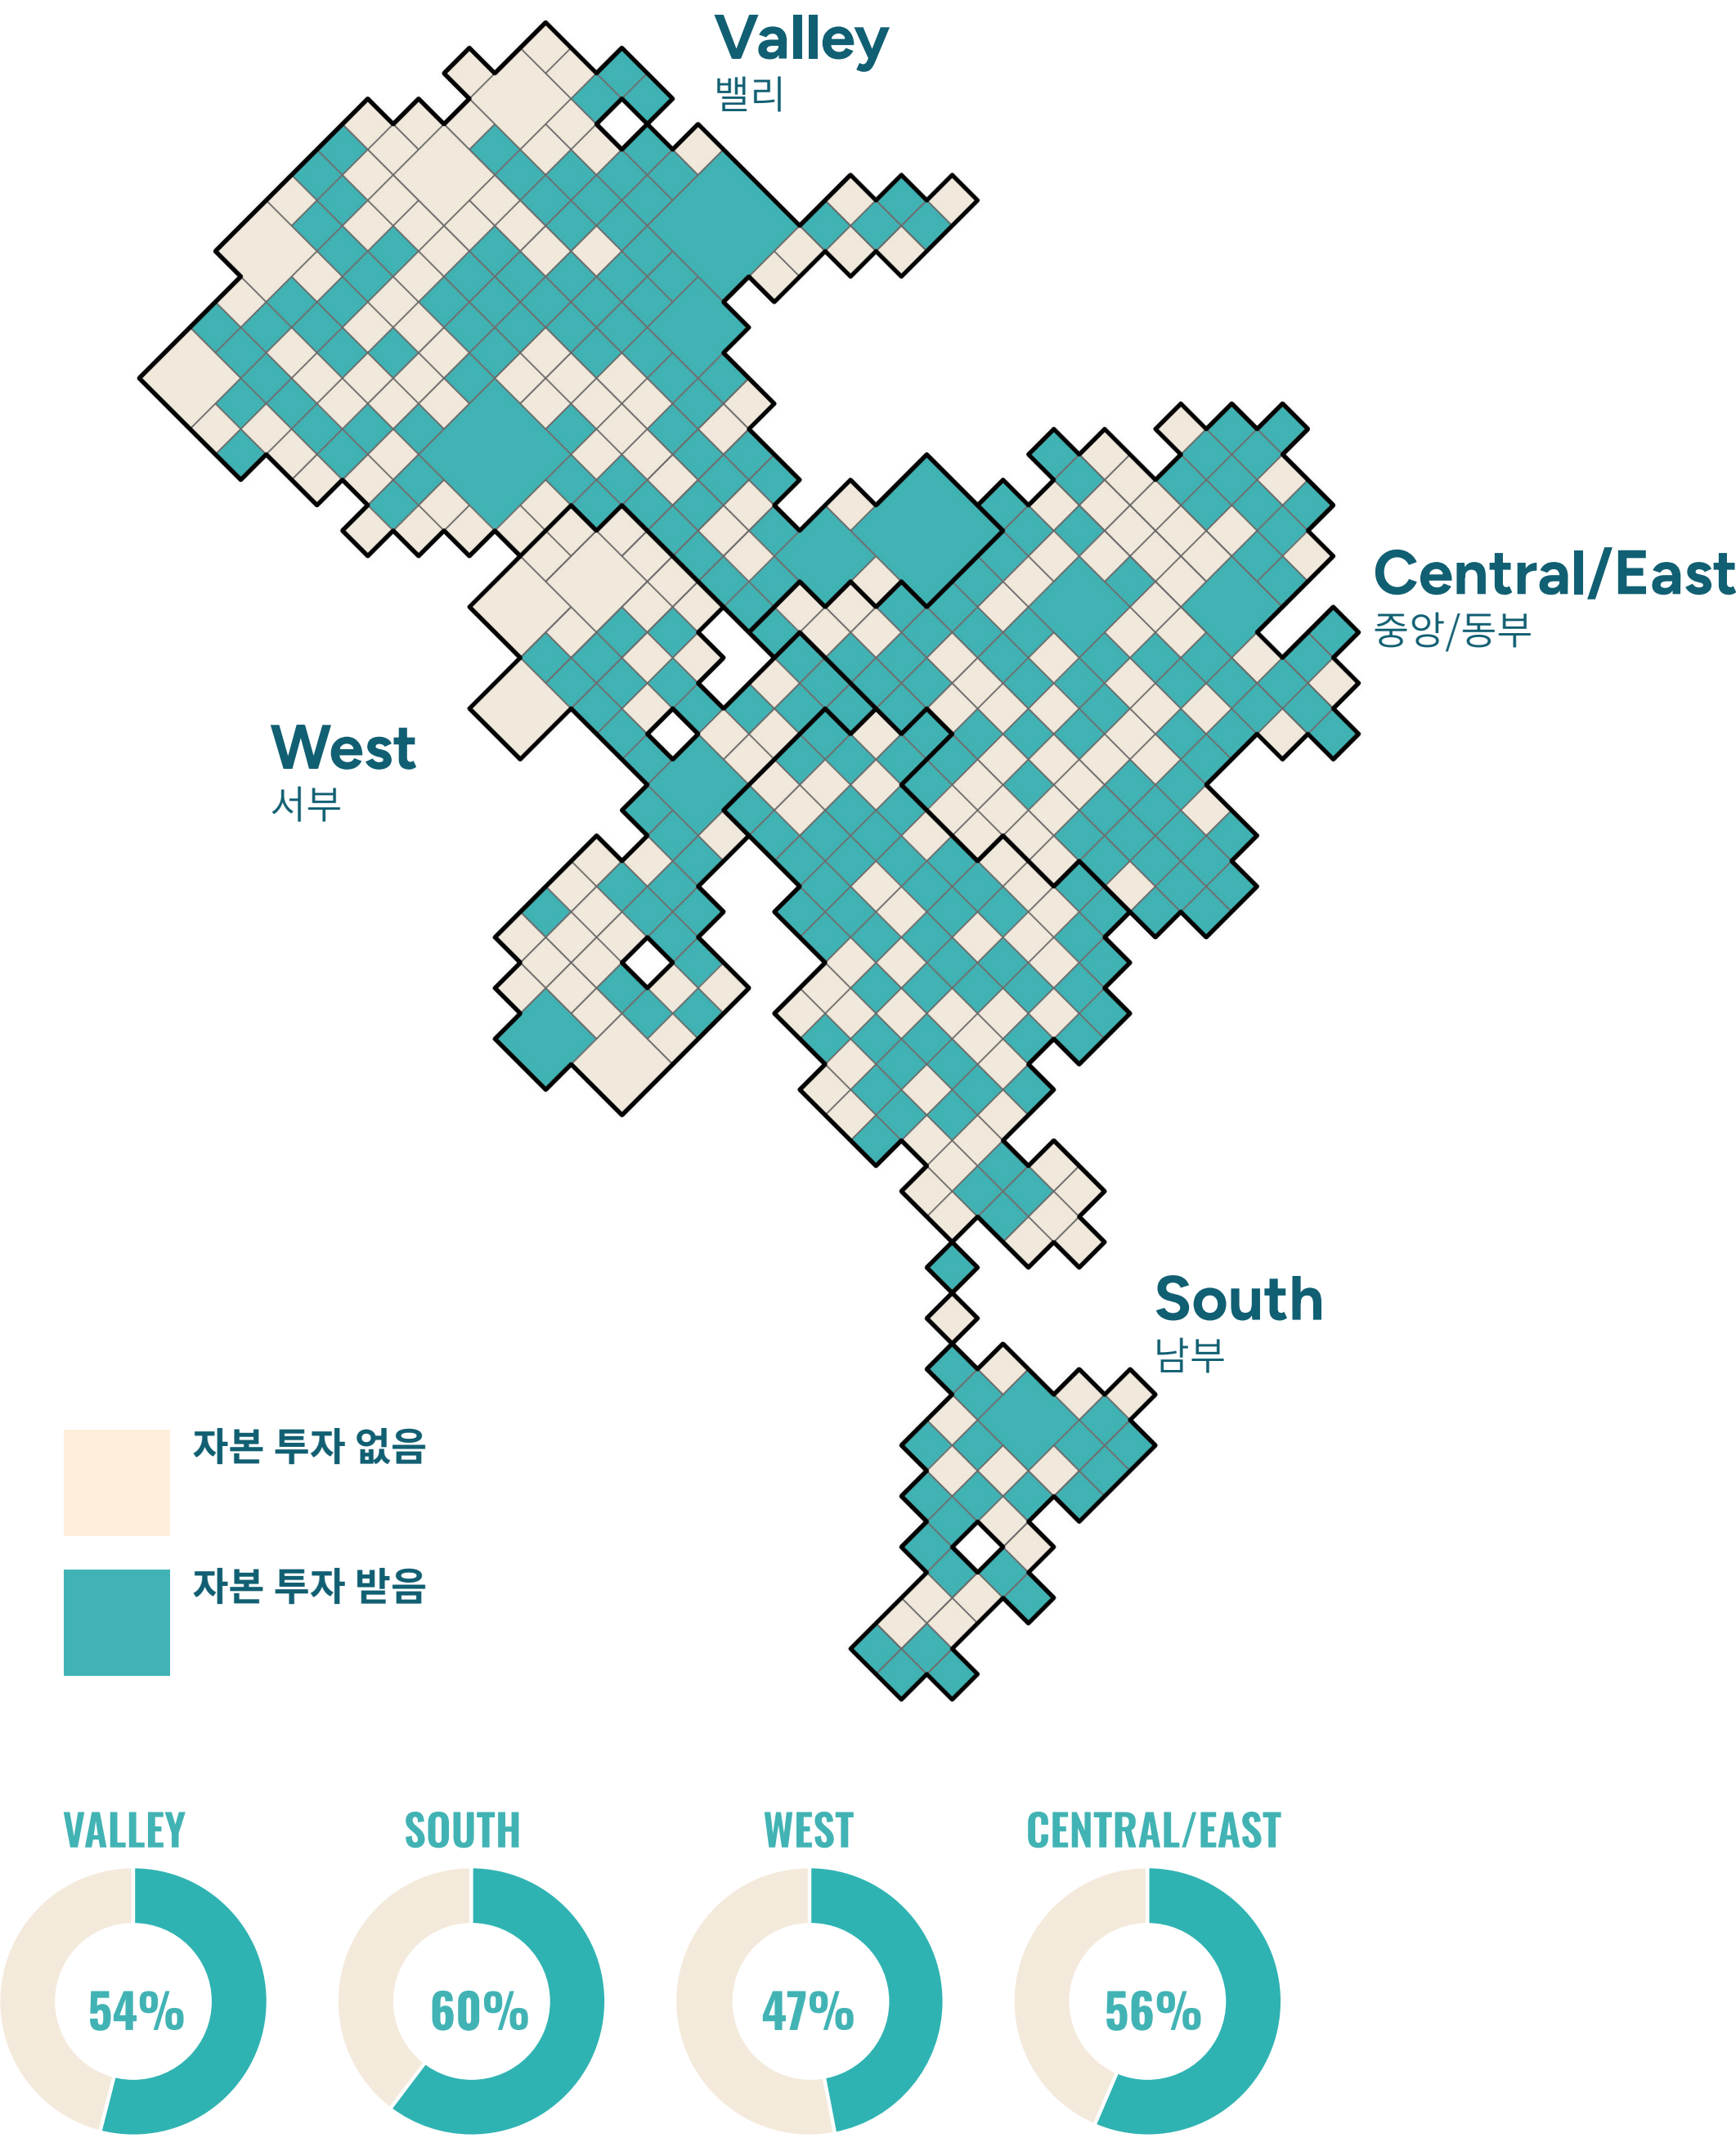 Valley
밸리
Central/East
중앙/동부
West
서부
South
남부
자본 투자 없음
자본 투자 받음
VALLEY
SOUTH
WEST
CENTRAL/EAST
54%
60%
47%
56%